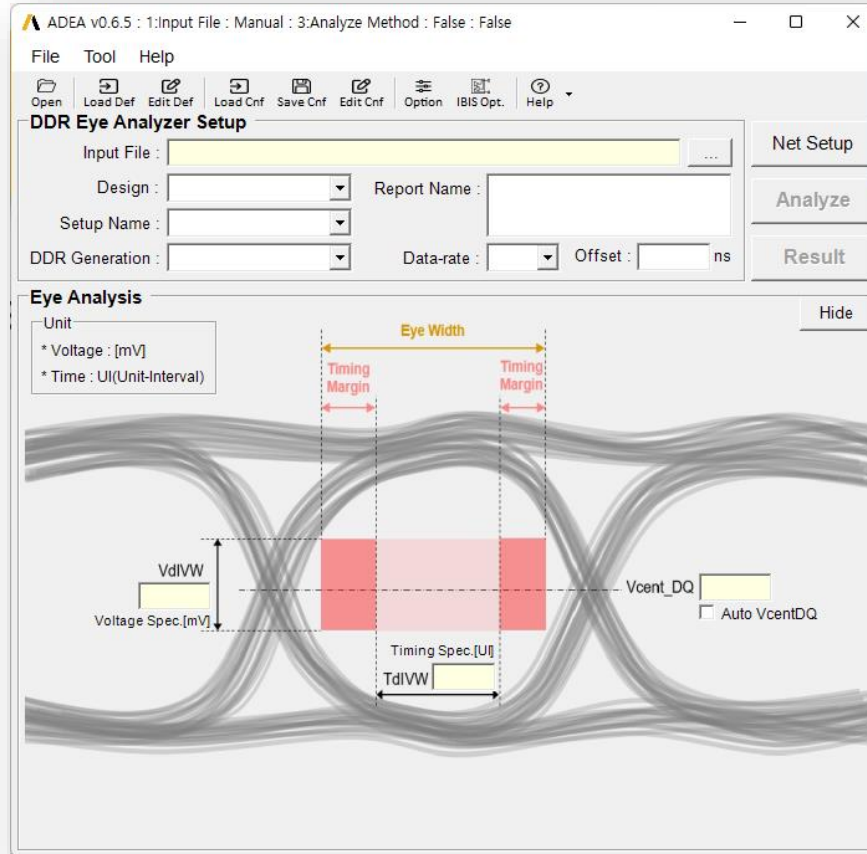 ADEA v0.6.5 : 1:Input File : Manual : 3:Analyze Method : False : False
File Tool Help
Open Load Def Edit Def Load Cnf Save Cnf Edit Cnf Option IBIS Opt. Help
DDR Eye Analyzer Setup
Input File : ...
Net Setup
Design : Report Name :
Analyze
Setup Name :
DDR Generation : Data-rate : Offset : ns
Result
Eye Analysis
Hide
Unit
* Voltage : [mV]
* Time : UI(Unit-Interval)
Eye Width
Timing Margin
Timing Margin
VdIVW
Voltage Spec.[mV]
Vcent_DQ
Auto VcentDQ
Timing Spec.[UI]
TdIVW